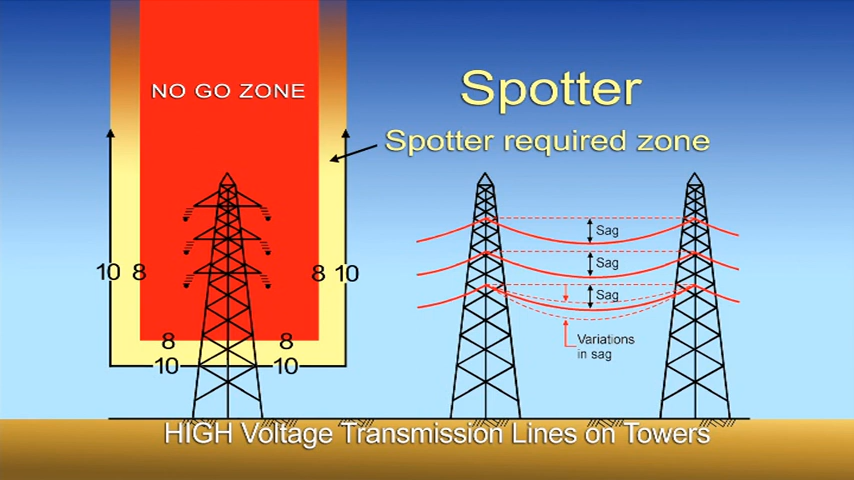 NO GO ZONE
Spotter
Spotter required zone
Sag
Sag
Sag
10 8
8 10
8
8
10
10
Variations
in sag
HIGH Voltage Transmission Lines on Towers